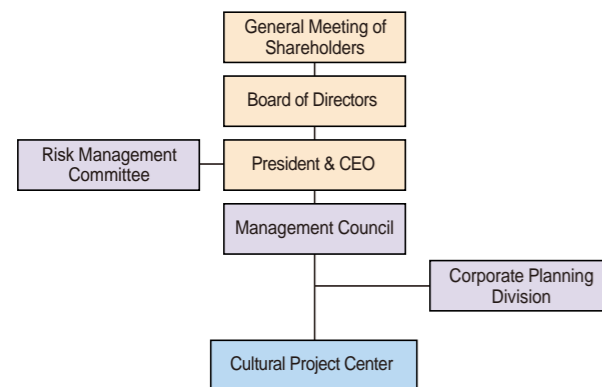 General Meeting of
Shareholders
Board of Directors
Risk Management
Committee
President & CEO
Management Council
Corporate Planning
Division
Cultural Project Center